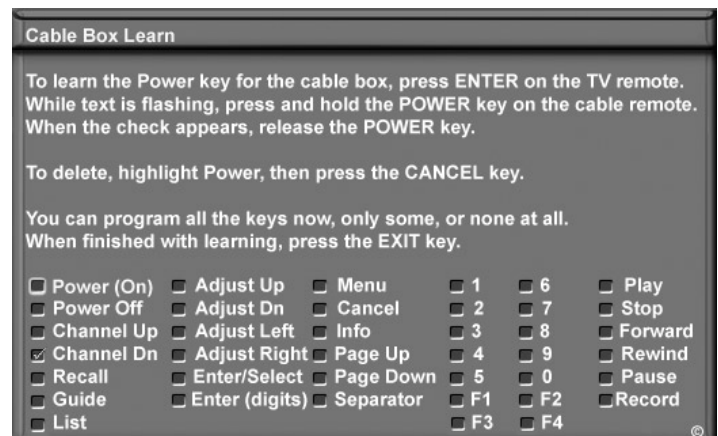 Cable Box Learn
To learn the Power key for the cable box, press ENTER on the TV remote.
While text is flashing, press and hold the POWER key on the cable remote.
When the check appears, release the POWER key.
To delete, highlight Power, then press the CANCEL key.
You can program all the keys now, only some, or none at all.
When finished with learning, press the EXIT key.
Power (On) Adjust Up Menu 1 6 Play
Power Off Adjust Dn Cancel 2 7 Stop
Channel Up Adjust Left Info 3 8 Forward
Channel Dn Adjust Right Page Up 4 9 Rewind
Recall Enter/Select Page Down 5 0 Pause
Guide Enter (digits) Separator F1 F2 Record
List F3 F4
©